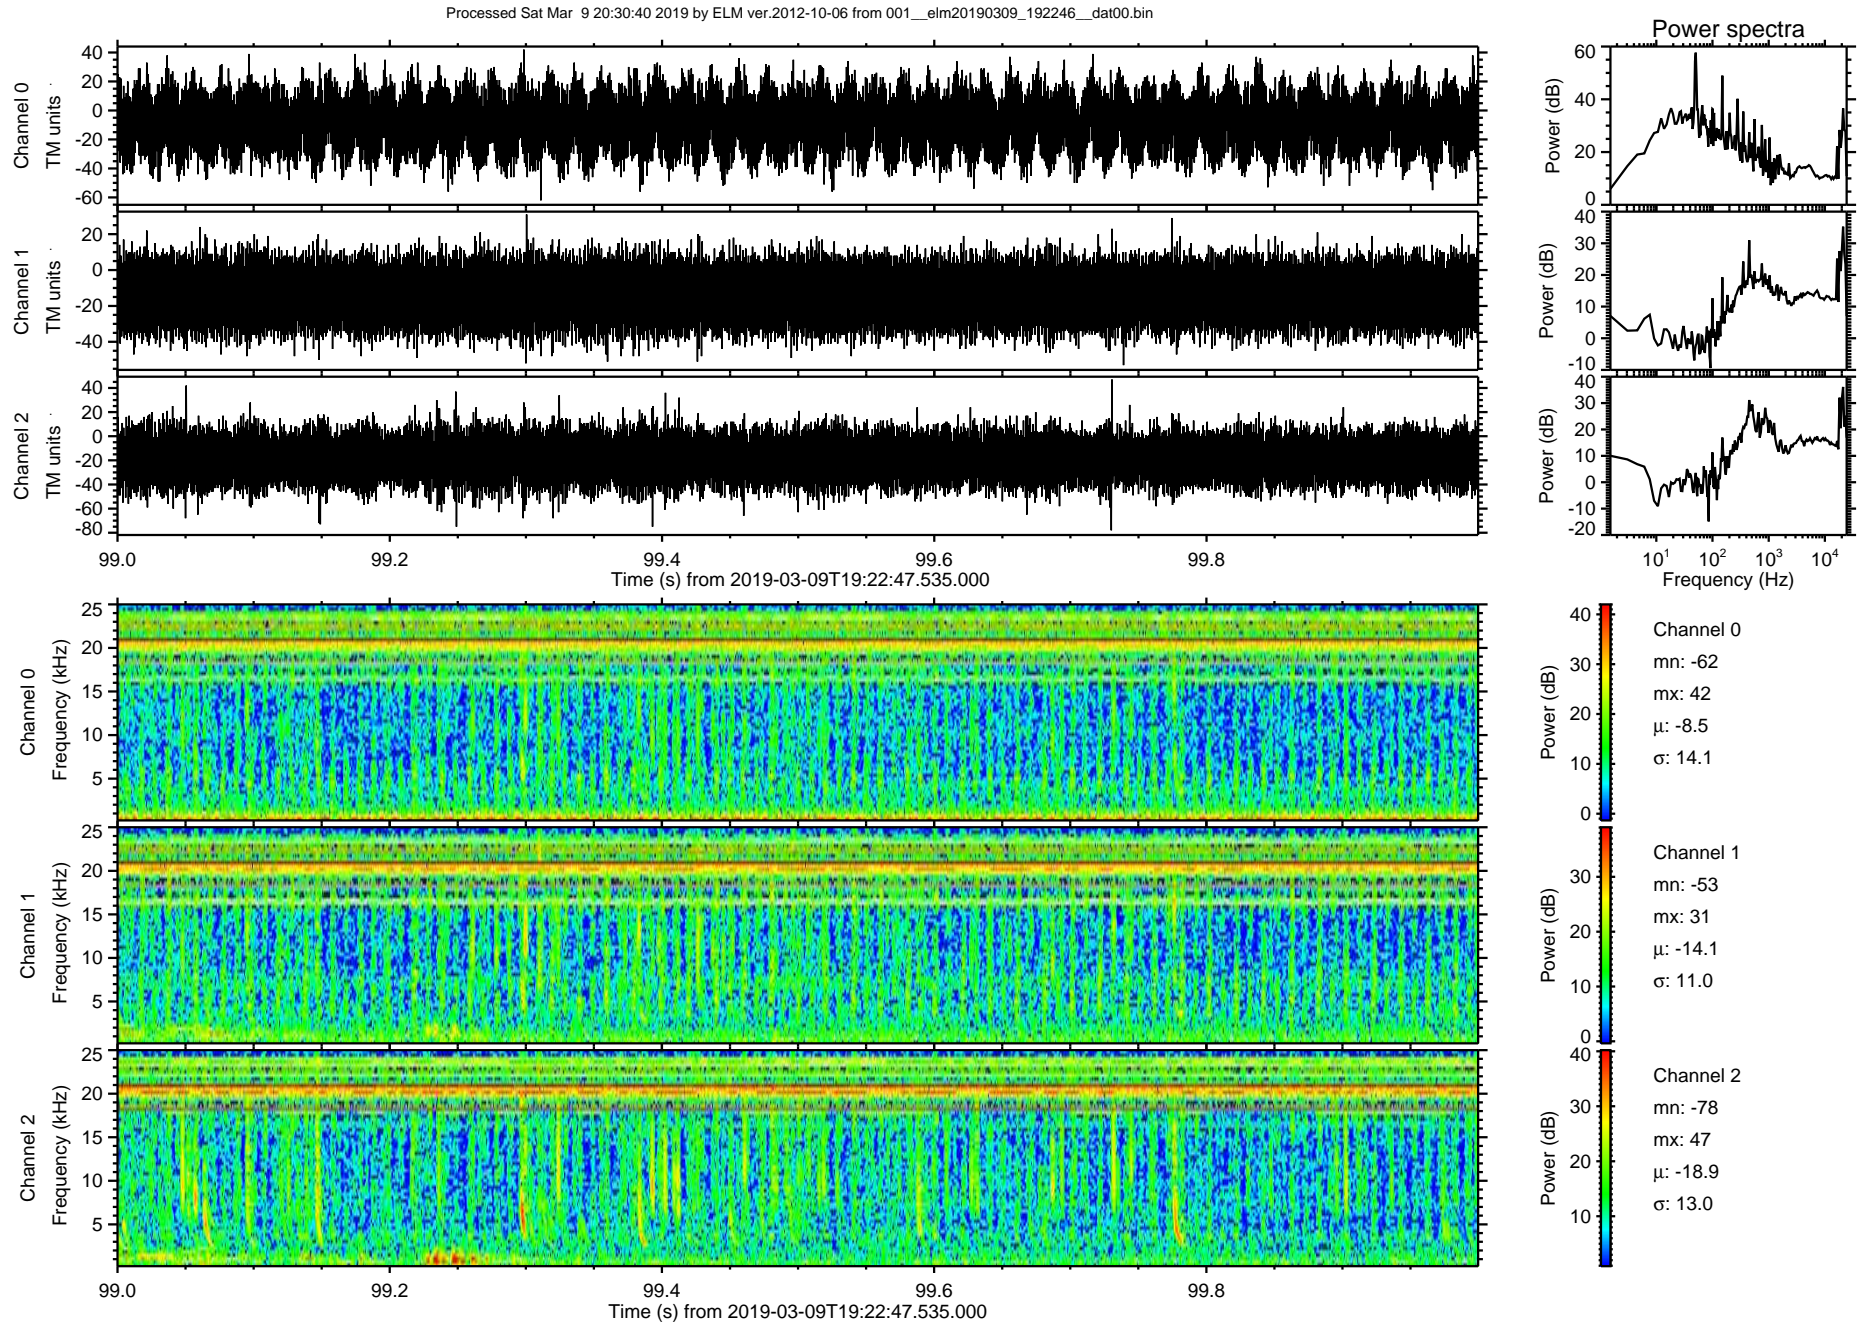 Processed Sat Mar  9 20:30:40 2019 by ELM ver.2012-10-06 from 001__elm20190309_192246__dat00.bin
Power spectra
Channel 0
TM units
40
20
0
-20
-40
-60
Power (dB)
60
40
20
0
Channel 1
TM units
20
0
-20
-40
Power (dB)
40
30
20
10
0
-10
Channel 2
TM units
40
20
0
-20
-40
-60
-80
Power (dB)
40
30
20
10
0
-10
-20
99.0 99.2 99.4 99.6 99.8
Time (s) from 2019-03-09T19:22:47.535.000
10¹ 10² 10³ 10⁴
Frequency (Hz)
Channel 0
Frequency (kHz)
25
20
15
10
5
Power (dB)
40
30
20
10
0
Channel 0
mn: -62
mx: 42
μ: -8.5
σ: 14.1
Channel 1
Frequency (kHz)
25
20
15
10
5
Power (dB)
30
20
10
0
Channel 1
mn: -53
mx: 31
μ: -14.1
σ: 11.0
Channel 2
Frequency (kHz)
25
20
15
10
5
Power (dB)
40
30
20
10
Channel 2
mn: -78
mx: 47
μ: -18.9
σ: 13.0
99.0 99.2 99.4 99.6 99.8
Time (s) from 2019-03-09T19:22:47.535.000